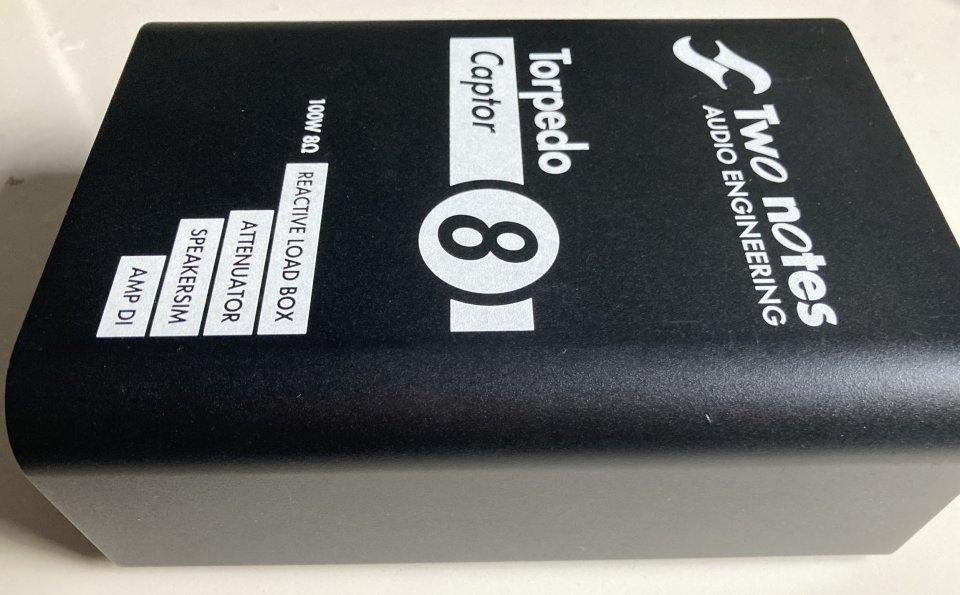 Two notes
AUDIO ENGINEERING
Torpedo
Captor
8
100W 8Ω
REACTIVE LOAD BOX
ATTENUATOR
SPEAKERSIM
AMP DI